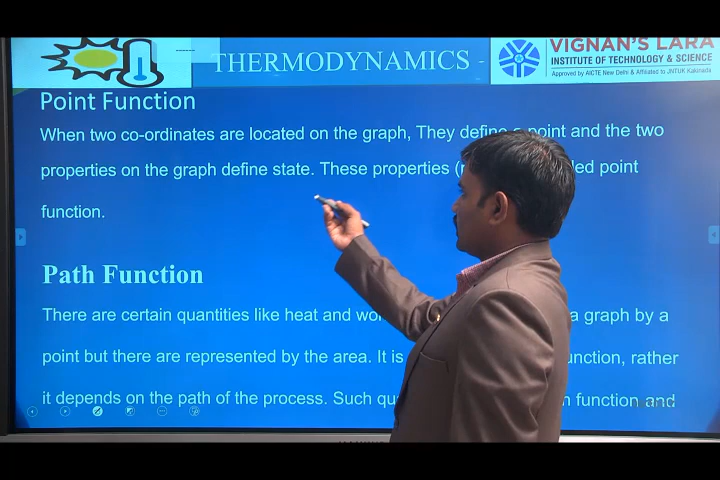 THERMODYNAMICS -
VIGNAN'S LARA
INSTITUTE OF TECHNOLOGY & SCIENCE
Approved by AICTE New Delhi & Affiliated to JNTUK Kakinada
Point Function
When two co-ordinates are located on the graph, They define a point and the two
properties on the graph define state. These properties ( point
function.
Path Function
There are certain quantities like heat and a graph by a
point but there are represented by the area. It is rather
it depends on the path of the process. Such function and